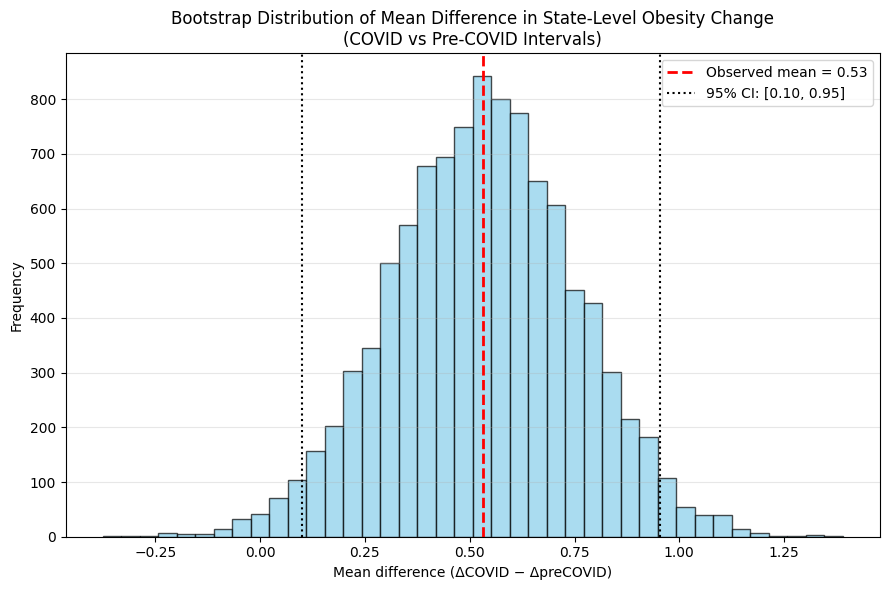 Bootstrap Distribution of Mean Difference in State-Level Obesity Change
(COVID vs Pre-COVID Intervals)
Observed mean = 0.53
95% CI: [0.10, 0.95]
Frequency
800
700
600
500
400
300
200
100
0
−0.25
0.00
0.25
0.50
0.75
1.00
1.25
Mean difference (ΔCOVID − ΔpreCOVID)